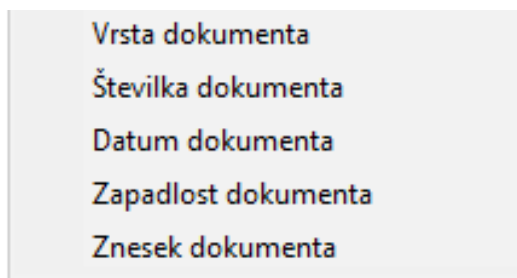 Vrsta dokumenta
Številka dokumenta
Datum dokumenta
Zapadlost dokumenta
Znesek dokumenta